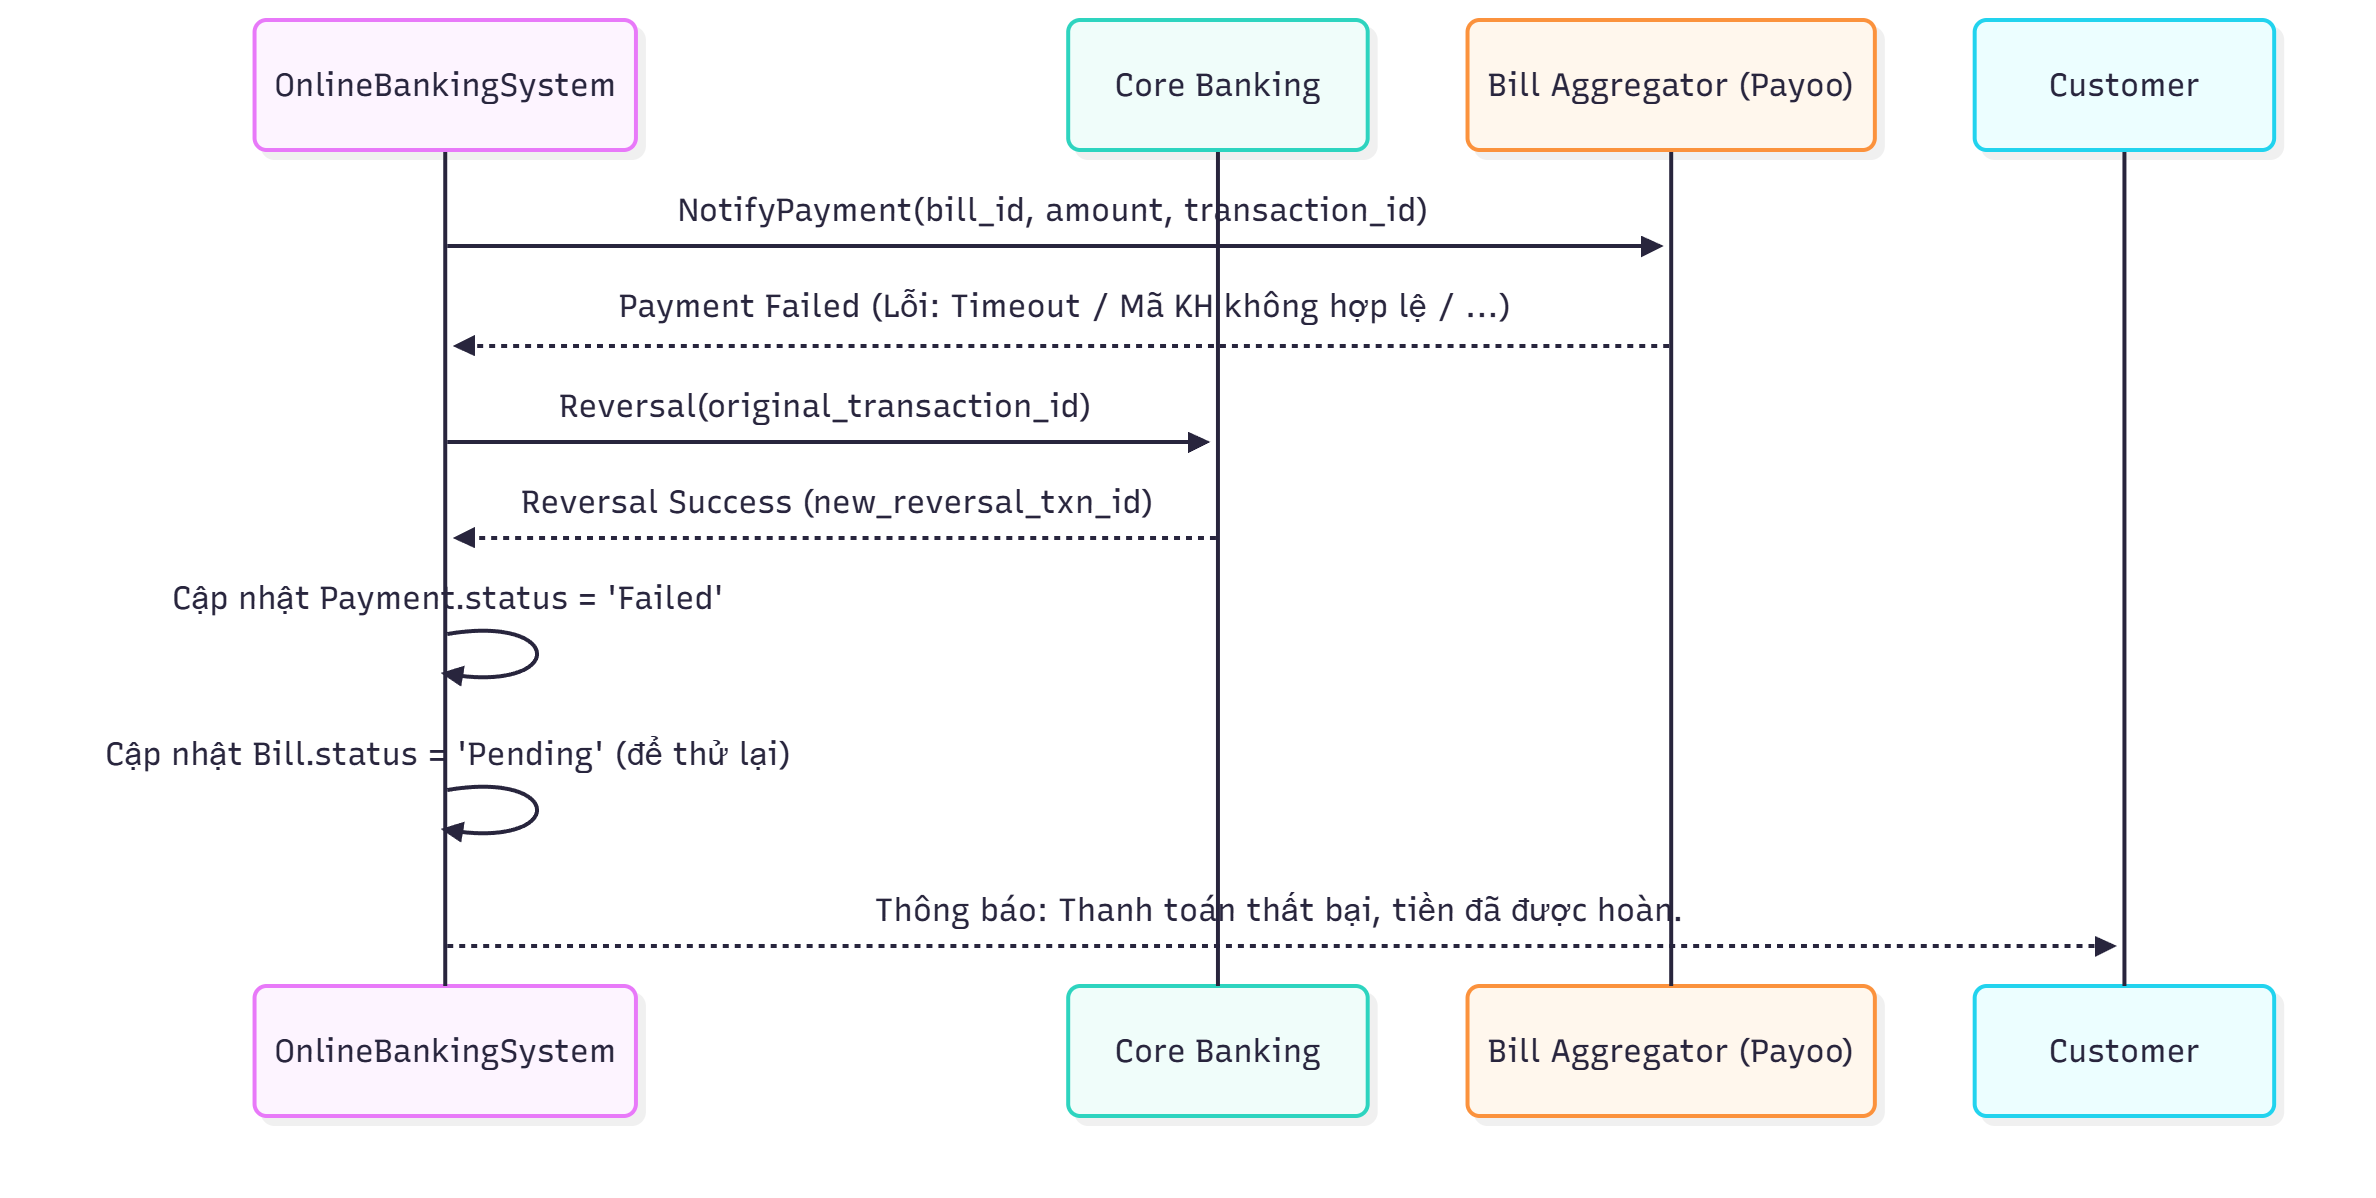 OnlineBankingSystem
Core Banking
Bill Aggregator (Payoo)
Customer
NotifyPayment(bill_id, amount, transaction_id)
Payment Failed (Lỗi: Timeout / Mã KH không hợp lệ / ...)
Reversal(original_transaction_id)
Reversal Success (new_reversal_txn_id)
Cập nhật Payment.status = 'Failed'
Cập nhật Bill.status = 'Pending' (để thử lại)
Thông báo: Thanh toán thất bại, tiền đã được hoàn.
OnlineBankingSystem
Core Banking
Bill Aggregator (Payoo)
Customer